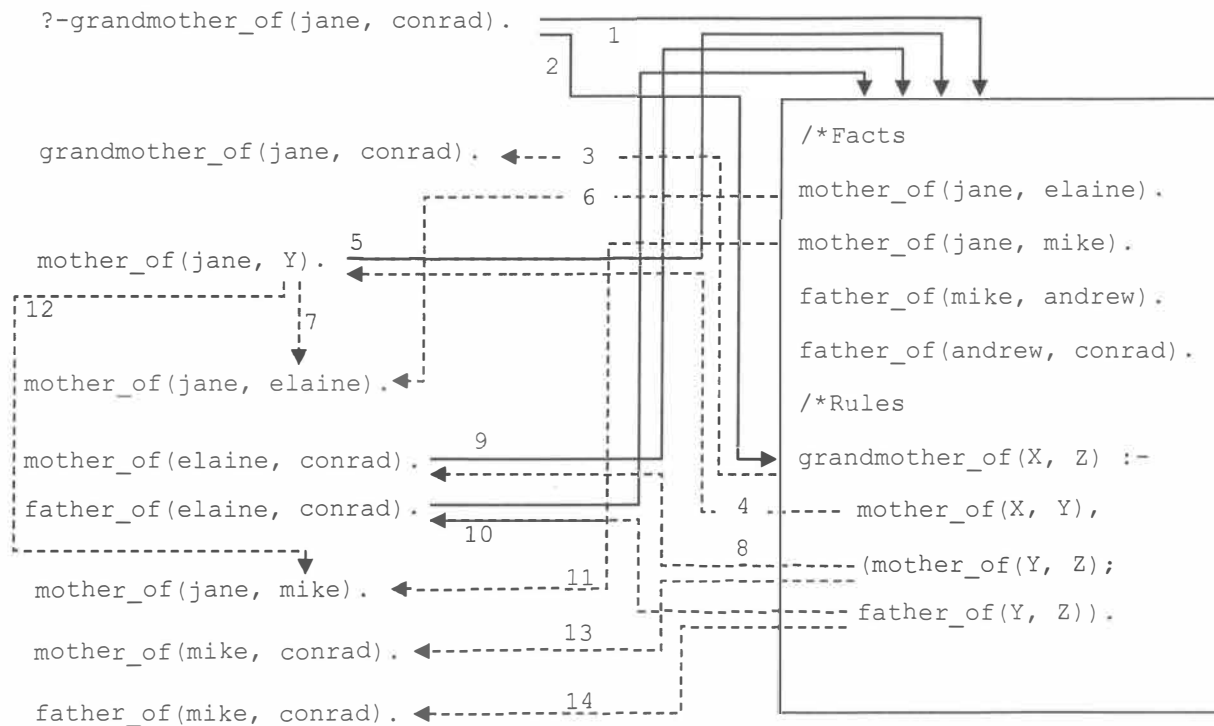 ?-grandmother_of(jane, conrad).
1
2
grandmother_of(jane, conrad).
3
6
5
mother_of(jane, Y).
12
7
mother_of(jane, elaine).
9
mother_of(elaine, conrad).
father_of(elaine, conrad).
10
4
8
11
mother_of(jane, mike).
13
mother_of(mike, conrad).
14
father_of(mike, conrad).
/*Facts
mother_of(jane, elaine).
mother_of(jane, mike).
father_of(mike, andrew).
father_of(andrew, conrad).
/*Rules
grandmother_of(X, Z) :-
mother_of(X, Y),
(mother_of(Y, Z);
father_of(Y, Z)).